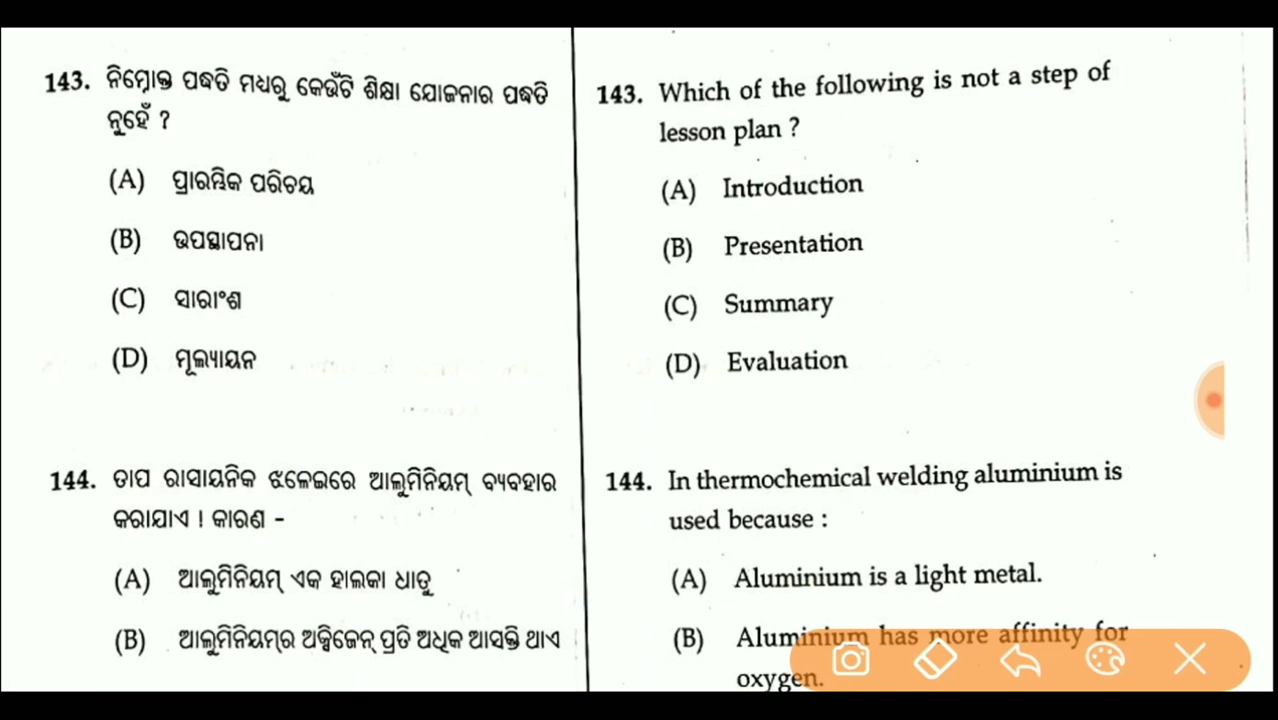 143. ନିମ୍ନୋକ୍ତ ପଦ୍ଧତି ମଧ୍ୟରୁ କେଉଁଟି ଶିକ୍ଷା ଯୋଜନାର ପଦ୍ଧତି
ନୁହେଁ ?
(A) ପ୍ରାରମ୍ଭିକ ପରିଚୟ
(B) ଉପସ୍ଥାପନା
(C) ସାରାଂଶ
(D) ମୂଲ୍ୟାୟନ
144. ତାପ ରାସାୟନିକ ଝଳେଇରେ ଆଲୁମିନିୟମ୍ ବ୍ୟବହାର
କରାଯାଏ । କାରଣ -
(A) ଆଲୁମିନିୟମ୍ ଏକ ହାଲକା ଧାତୁ
(B) ଆଲୁମିନିୟମ୍‌ର ଅକ୍ସିଜେନ୍ ପ୍ରତି ଅଧିକ ଆସକ୍ତି ଥାଏ
143. Which of the following is not a step of
lesson plan ?
(A) Introduction
(B) Presentation
(C) Summary
(D) Evaluation
144. In thermochemical welding aluminium is
used because :
(A) Aluminium is a light metal.
(B) Aluminium has more affinity for
oxygen.